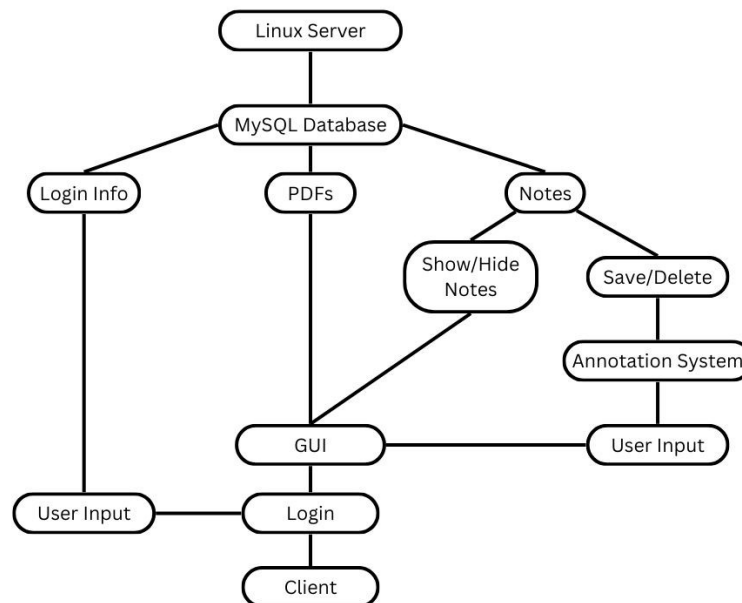 Linux Server
MySQL Database
Login Info
PDFs
Notes
Show/Hide
Notes
Save/Delete
Annotation System
GUI
User Input
User Input
Login
Client